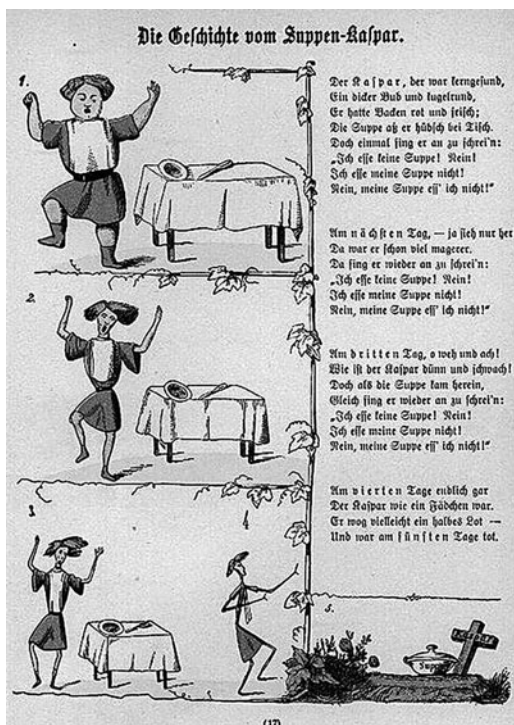 Die Geschichte vom Suppen-Kaspar.
1.
Der Kaspar, der war kerngesund,
Ein dicker Bub und kugelrund,
Er hatte Backen rot und frisch;
Die Suppe aß er hübsch bei Tisch.
Doch einmal fing er an zu schrei'n:
„Ich esse keine Suppe! Nein!
Ich esse meine Suppe nicht!
Nein, meine Suppe ess' ich nicht!"
2.
Am nächsten Tag, — ja sieh nur her
Da war er schon viel magerer.
Da fing er wieder an zu schrei'n:
„Ich esse keine Suppe! Nein!
Ich esse meine Suppe nicht!
Nein, meine Suppe ess' ich nicht!"
Am dritten Tag, o weh und ach!
Wie ist der Kaspar dünn und schwach!
Doch als die Suppe kam herein,
Gleich fing er wieder an zu schrei'n:
„Ich esse keine Suppe! Nein!
Ich esse meine Suppe nicht!
Nein, meine Suppe ess' ich nicht!"
3.
4.
Am vierten Tage endlich gar
Der Kaspar wie ein Fädchen war.
Er wog vielleicht ein halbes Lot —
Und war am fünften Tage tot.
5.
Suppe
Kaspar
(17)